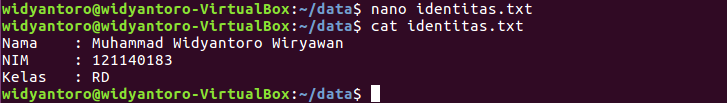 widyantoro@widyantoro-VirtualBox:~/data$ nano identitas.txt
widyantoro@widyantoro-VirtualBox:~/data$ cat identitas.txt
Nama    : Muhammad Widyantoro Wiryawan
NIM     : 121140183
Kelas   : RD
widyantoro@widyantoro-VirtualBox:~/data$